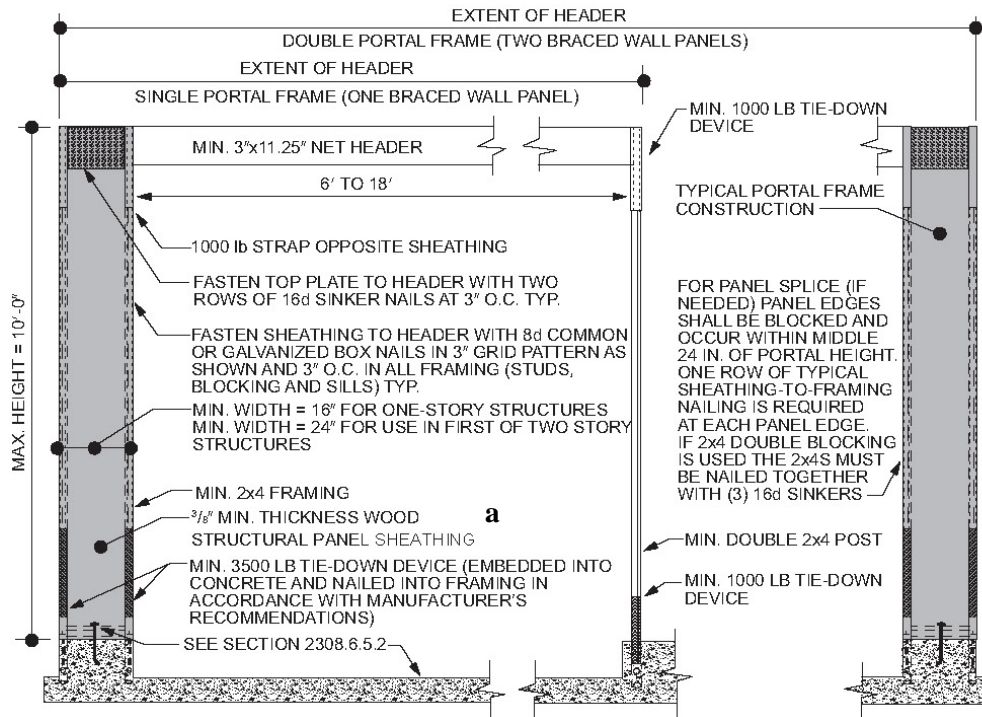 EXTENT OF HEADER
DOUBLE PORTAL FRAME (TWO BRACED WALL PANELS)
EXTENT OF HEADER
SINGLE PORTAL FRAME (ONE BRACED WALL PANEL)
MIN. 1000 LB TIE-DOWN
DEVICE
MIN. 3″x11.25″ NET HEADER
6′ TO 18′
TYPICAL PORTAL FRAME
CONSTRUCTION
1000 lb STRAP OPPOSITE SHEATHING
FASTEN TOP PLATE TO HEADER WITH TWO
ROWS OF 16d SINKER NAILS AT 3″ O.C. TYP.
FASTEN SHEATHING TO HEADER WITH 8d COMMON
OR GALVANIZED BOX NAILS IN 3″ GRID PATTERN AS
SHOWN AND 3″ O.C. IN ALL FRAMING (STUDS,
BLOCKING AND SILLS) TYP.
MIN. WIDTH = 16″ FOR ONE-STORY STRUCTURES
MIN. WIDTH = 24″ FOR USE IN FIRST OF TWO STORY
STRUCTURES
FOR PANEL SPLICE (IF
NEEDED) PANEL EDGES
SHALL BE BLOCKED AND
OCCUR WITHIN MIDDLE
24 IN. OF PORTAL HEIGHT.
ONE ROW OF TYPICAL
SHEATHING-TO-FRAMING
NAILING IS REQUIRED
AT EACH PANEL EDGE.
IF 2x4 DOUBLE BLOCKING
IS USED THE 2x4S MUST
BE NAILED TOGETHER
WITH (3) 16d SINKERS
MAX. HEIGHT = 10′-0″
MIN. 2x4 FRAMING
3/8″ MIN. THICKNESS WOOD
STRUCTURAL PANEL SHEATHING
a
MIN. 3500 LB TIE-DOWN DEVICE (EMBEDDED INTO
CONCRETE AND NAILED INTO FRAMING IN
ACCORDANCE WITH MANUFACTURER'S
RECOMMENDATIONS)
MIN. DOUBLE 2x4 POST
MIN. 1000 LB TIE-DOWN
DEVICE
SEE SECTION 2308.6.5.2